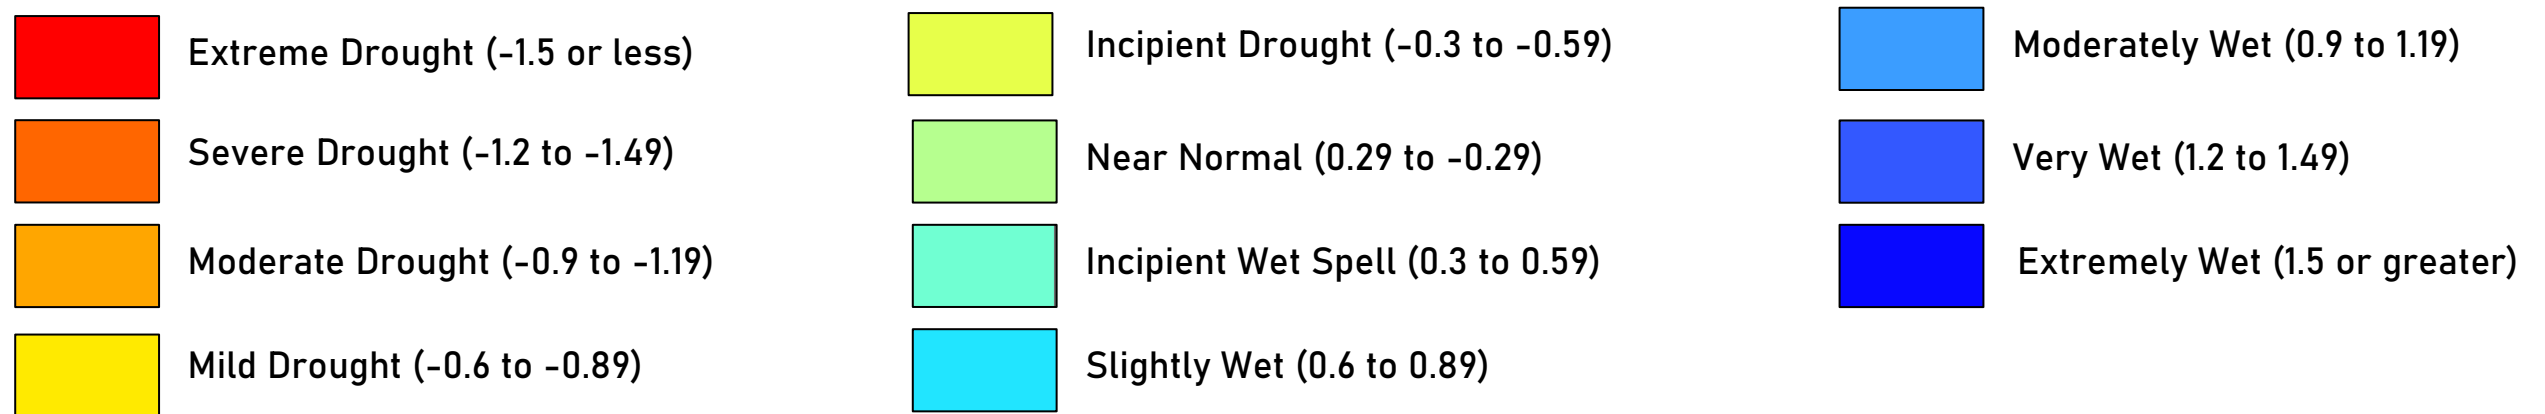 Extreme Drought (-1.5 or less)
Severe Drought (-1.2 to -1.49)
Moderate Drought (-0.9 to -1.19)
Mild Drought (-0.6 to -0.89)
Incipient Drought (-0.3 to -0.59)
Near Normal (0.29 to -0.29)
Incipient Wet Spell (0.3 to 0.59)
Slightly Wet (0.6 to 0.89)
Moderately Wet (0.9 to 1.19)
Very Wet (1.2 to 1.49)
Extremely Wet (1.5 or greater)